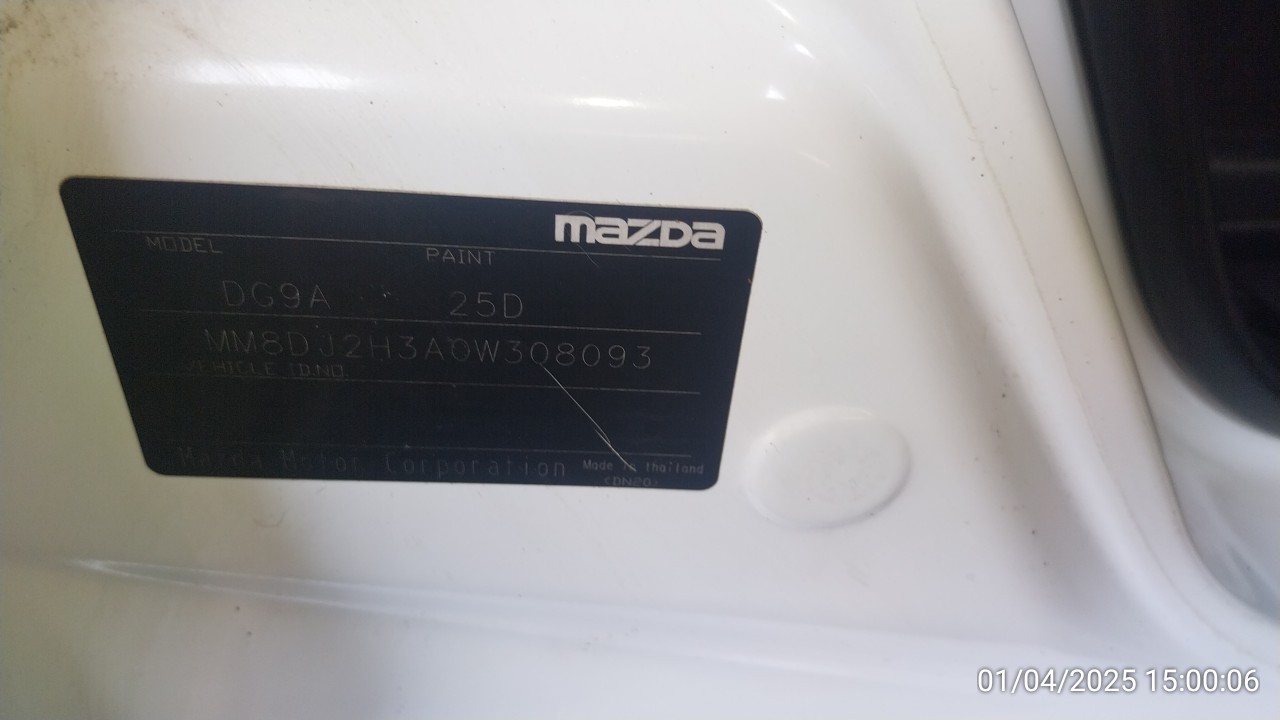 mazda
MODEL PAINT
DG9A 25D
MM8DJ2H3A0W308093
VEHICLE ID.NO.
Mazda Motor Corporation Made in Thailand
(DN20)
01/04/2025 15:00:06